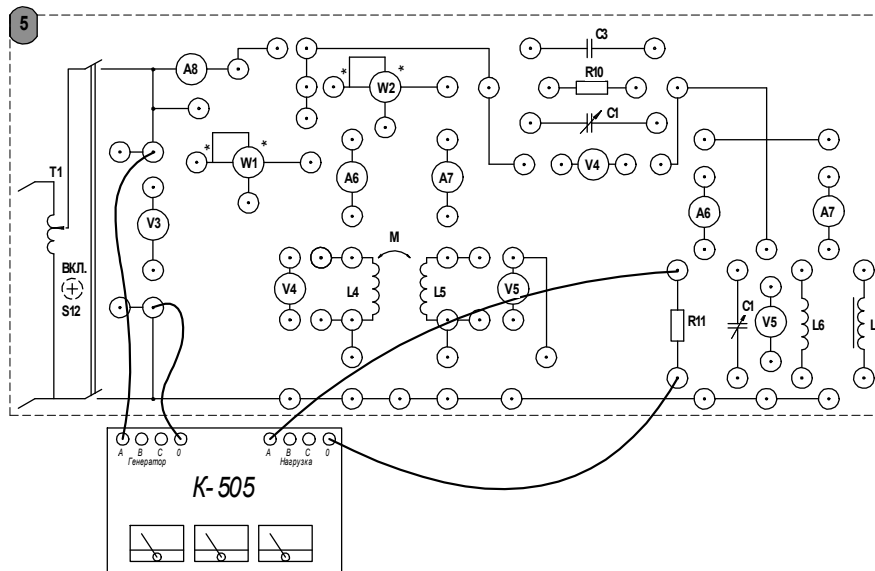 5
C3
A8
R10
* W2 *
C1
* W1 *
V4
T1
A6
A7
A6
A7
V3
M
ВКЛ.
S12
V4
L4
L5
V5
R11
C1
V5
L6
L
A B C 0
Генератор
A B C 0
Нагрузка
К-505